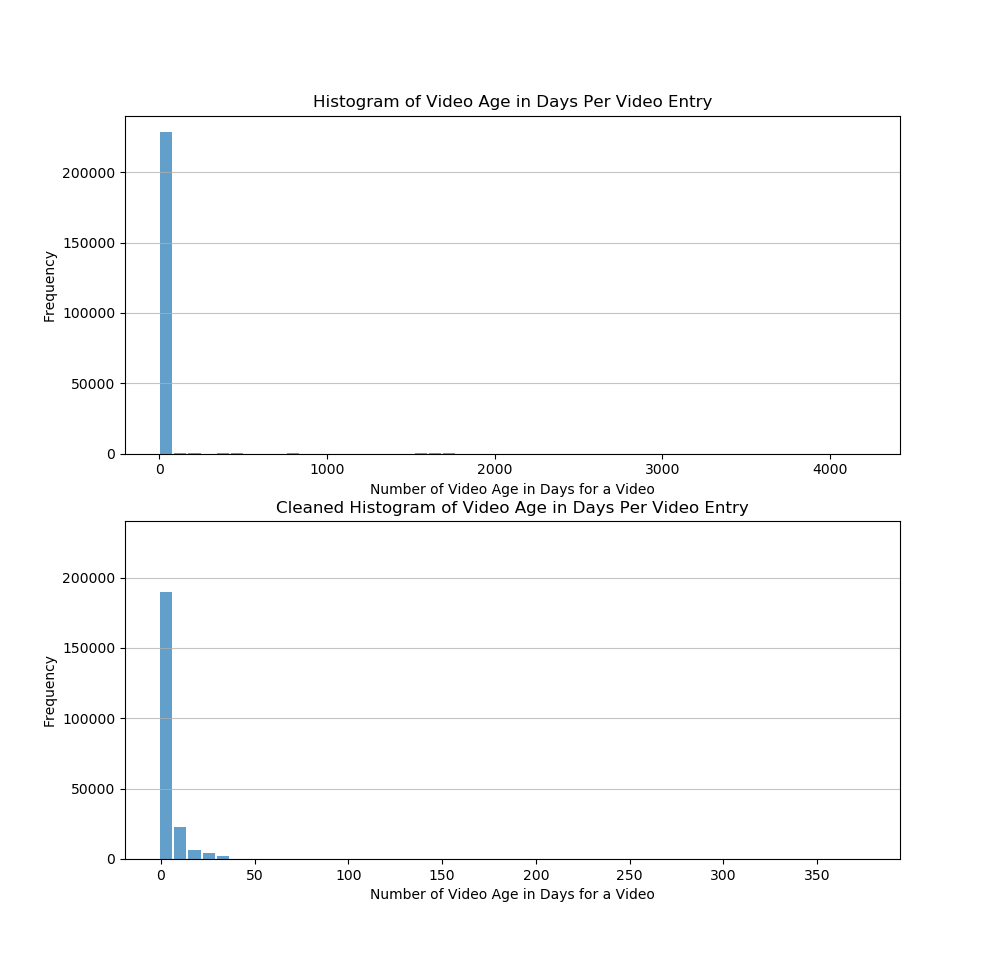 Histogram of Video Age in Days Per Video Entry
200000
150000
100000
50000
0
Frequency
0 1000 2000 3000 4000
Number of Video Age in Days for a Video
Cleaned Histogram of Video Age in Days Per Video Entry
200000
150000
100000
50000
0
Frequency
0 50 100 150 200 250 300 350
Number of Video Age in Days for a Video